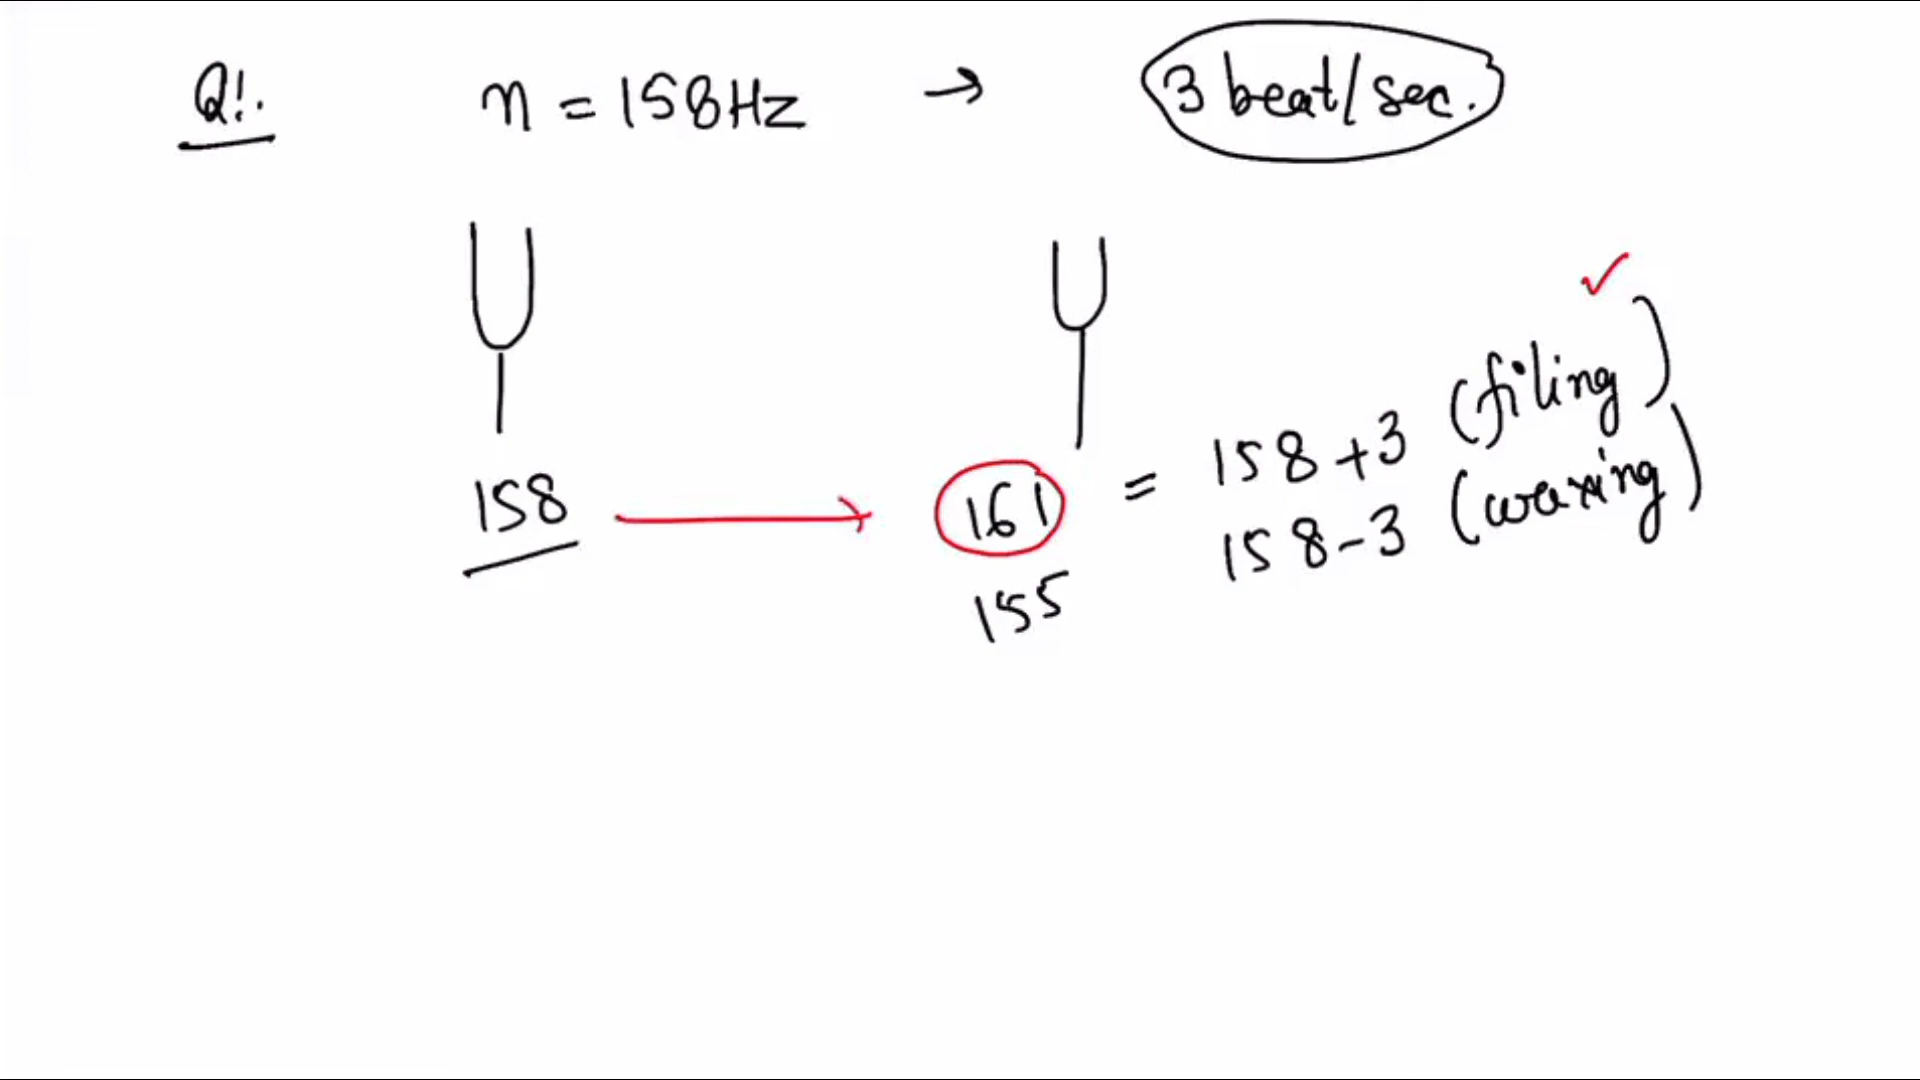 Q!. n = 158Hz → 3 beat/sec.
158 → 161 = 158+3 (filing)
155 158-3 (waxing)